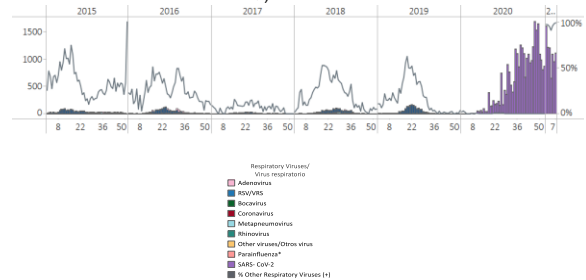 2015 2016 2017 2018 2019 2020 2...
1500
1000
500
0
100%
50%
0%
8 22 36 50 8 22 36 50 8 22 36 50 8 22 36 50 8 22 36 50 8 22 36 50 7
Respiratory Viruses/
Virus respiratorio
Adenovirus
RSV/VRS
Bocavirus
Coronavirus
Metapneumovirus
Rhinovirus
Other viruses/Otros virus
Parainfluenza*
SARS- CoV-2
% Other Respiratory Viruses (+)